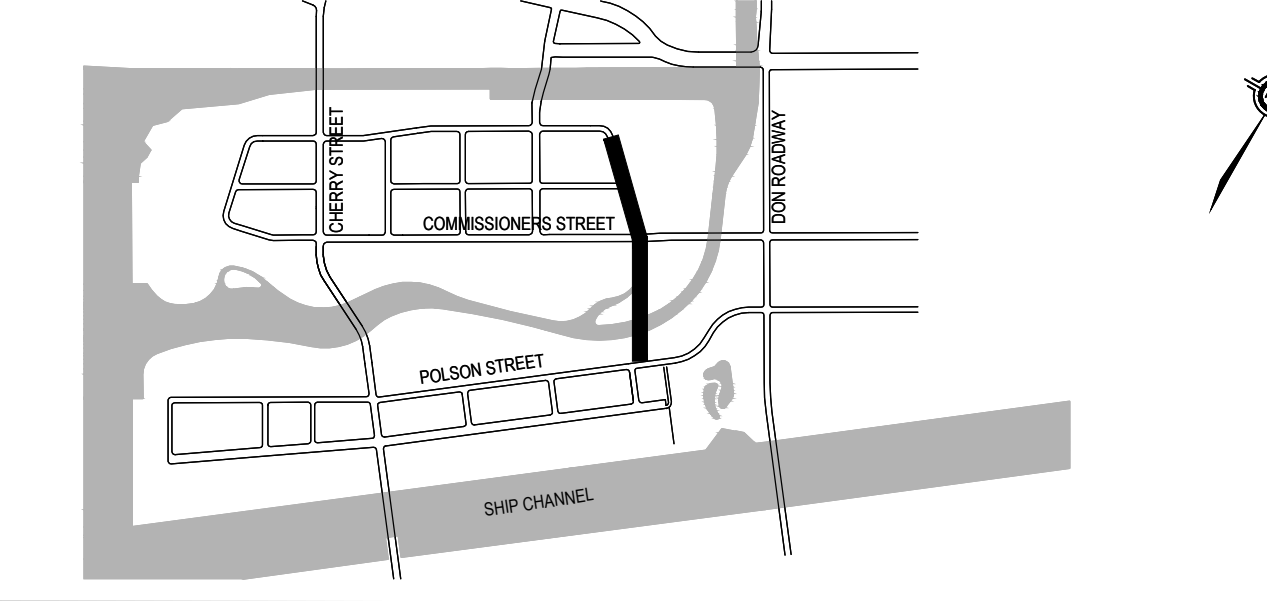 CHERRY STREET
DON ROADWAY
COMMISSIONERS STREET
POLSON STREET
SHIP CHANNEL